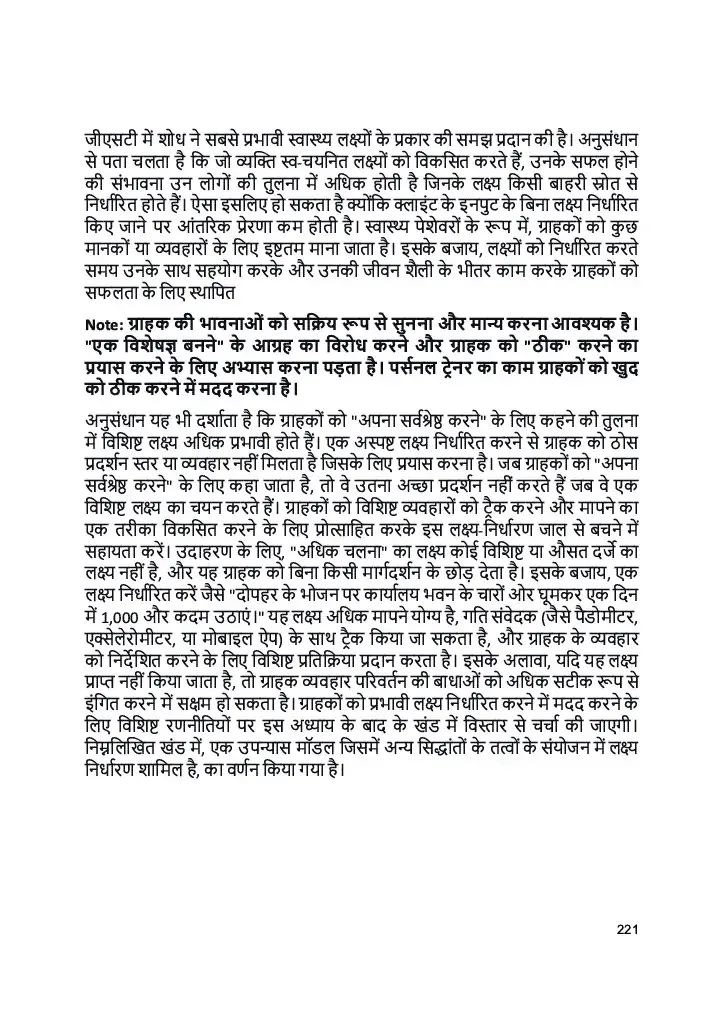 जीएसटी में शोध ने सबसे प्रभावी स्वास्थ्य लक्ष्यों के प्रकार की समझ प्रदान की है। अनुसंधान
से पता चलता है कि जो व्यक्ति स्व-चयनित लक्ष्यों को विकसित करते हैं, उनके सफल होने
की संभावना उन लोगों की तुलना में अधिक होती है जिनके लक्ष्य किसी बाहरी स्रोत से
निर्धारित होते हैं। ऐसा इसलिए हो सकता है क्योंकि क्लाइंट के इनपुट के बिना लक्ष्य निर्धारित
किए जाने पर आंतरिक प्रेरणा कम होती है। स्वास्थ्य पेशेवरों के रूप में, ग्राहकों को कुछ
मानकों या व्यवहारों के लिए इष्टतम माना जाता है। इसके बजाय, लक्ष्यों को निर्धारित करते
समय उनके साथ सहयोग करके और उनकी जीवन शैली के भीतर काम करके ग्राहकों को
सफलता के लिए स्थापित
Note: ग्राहक की भावनाओं को सक्रिय रूप से सुनना और मान्य करना आवश्यक है।
"एक विशेषज्ञ बनने" के आग्रह का विरोध करने और ग्राहक को "ठीक" करने का
प्रयास करने के लिए अभ्यास करना पड़ता है। पर्सनल ट्रेनर का काम ग्राहकों को खुद
को ठीक करने में मदद करना है।
अनुसंधान यह भी दर्शाता है कि ग्राहकों को "अपना सर्वश्रेष्ठ करने" के लिए कहने की तुलना
में विशिष्ट लक्ष्य अधिक प्रभावी होते हैं। एक अस्पष्ट लक्ष्य निर्धारित करने से ग्राहक को ठोस
प्रदर्शन स्तर या व्यवहार नहीं मिलता है जिसके लिए प्रयास करना है। जब ग्राहकों को "अपना
सर्वश्रेष्ठ करने" के लिए कहा जाता है, तो वे उतना अच्छा प्रदर्शन नहीं करते हैं जब वे एक
विशिष्ट लक्ष्य का चयन करते हैं। ग्राहकों को विशिष्ट व्यवहारों को ट्रैक करने और मापने का
एक तरीका विकसित करने के लिए प्रोत्साहित करके इस लक्ष्य-निर्धारण जाल से बचने में
सहायता करें। उदाहरण के लिए, "अधिक चलना" का लक्ष्य कोई विशिष्ट या औसत दर्जे का
लक्ष्य नहीं है, और यह ग्राहक को बिना किसी मार्गदर्शन के छोड़ देता है। इसके बजाय, एक
लक्ष्य निर्धारित करें जैसे "दोपहर के भोजन पर कार्यालय भवन के चारों ओर घूमकर एक दिन
में 1,000 और कदम उठाएं।" यह लक्ष्य अधिक मापने योग्य है, गति संवेदक (जैसे पैडोमीटर,
एक्सेलेरोमीटर, या मोबाइल ऐप) के साथ ट्रैक किया जा सकता है, और ग्राहक के व्यवहार
को निर्देशित करने के लिए विशिष्ट प्रतिक्रिया प्रदान करता है। इसके अलावा, यदि यह लक्ष्य
प्राप्त नहीं किया जाता है, तो ग्राहक व्यवहार परिवर्तन की बाधाओं को अधिक सटीक रूप से
इंगित करने में सक्षम हो सकता है। ग्राहकों को प्रभावी लक्ष्य निर्धारित करने में मदद करने के
लिए विशिष्ट रणनीतियों पर इस अध्याय के बाद के खंड में विस्तार से चर्चा की जाएगी।
निम्नलिखित खंड में, एक उपन्यास मॉडल जिसमें अन्य सिद्धांतों के तत्वों के संयोजन में लक्ष्य
निर्धारण शामिल है, का वर्णन किया गया है।
221